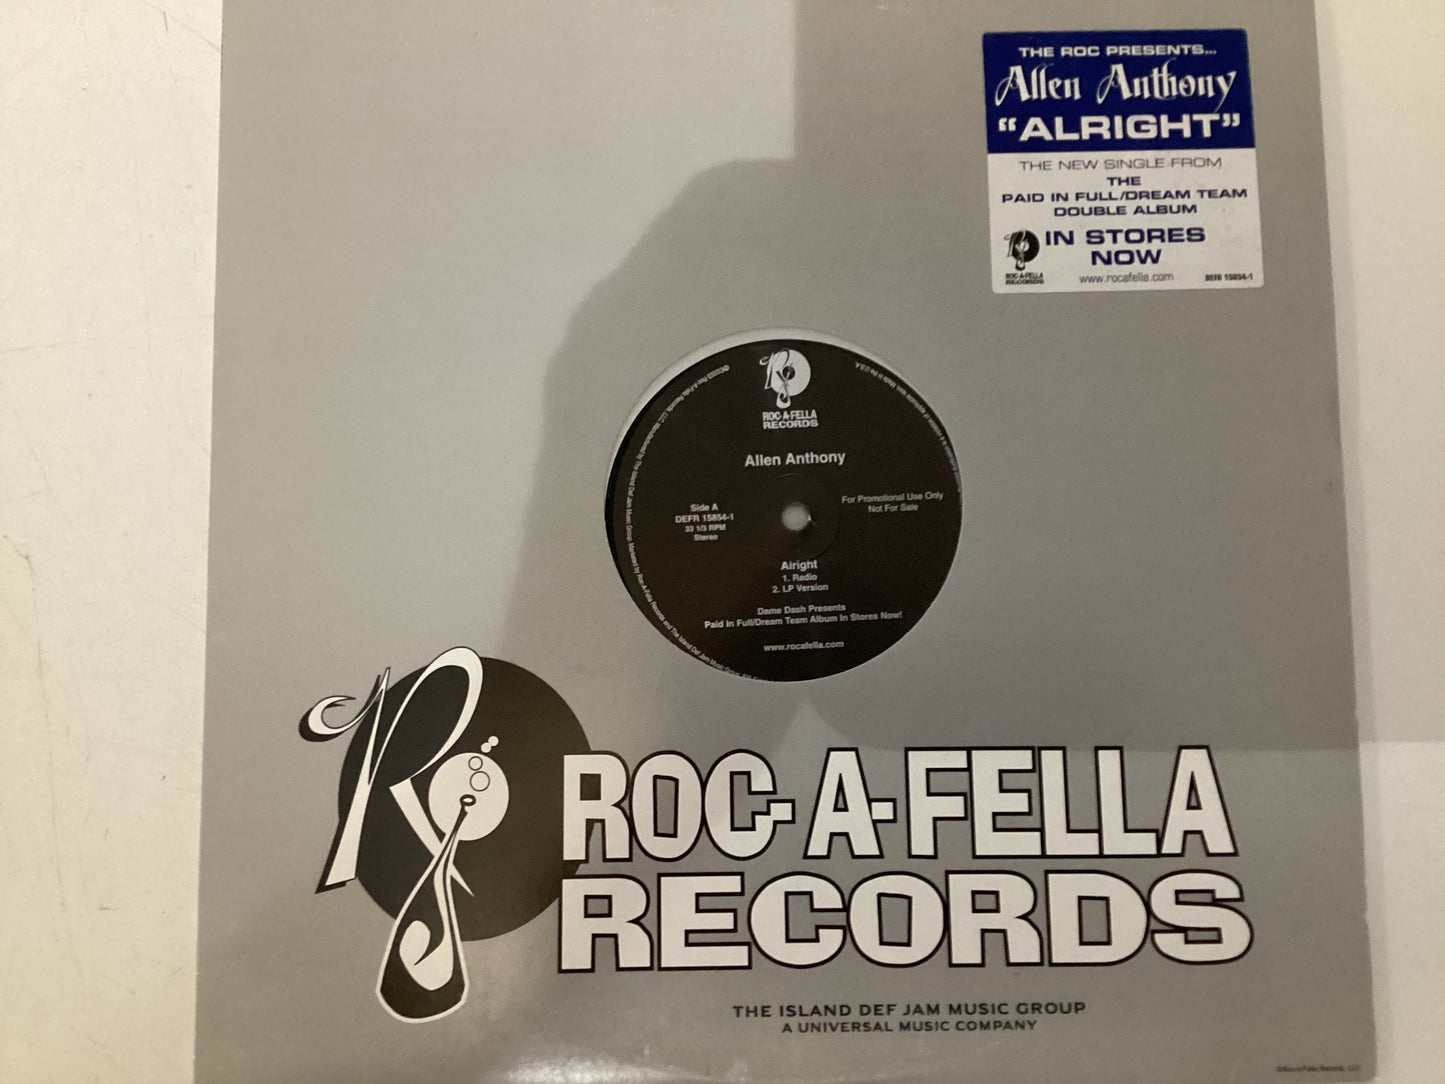 THE ROC PRESENTS...
Allen Anthony
"ALRIGHT"
THE NEW SINGLE FROM
THE
PAID IN FULL/DREAM TEAM
DOUBLE ALBUM
IN STORES
NOW
ROC-A-FELLA
RECORDS
www.rocafella.com
DEFR 15854-1
ROC-A-FELLA
RECORDS
Allen Anthony
Side A
DEFR 15854-1
33 1/3 RPM
Stereo
For Promotional Use Only
Not For Sale
Alright
1. Radio
2. LP Version
Dame Dash Presents
Paid In Full/Dream Team Album In Stores Now!
www.rocafella.com
ROC-A-FELLA
RECORDS
THE ISLAND DEF JAM MUSIC GROUP
A UNIVERSAL MUSIC COMPANY